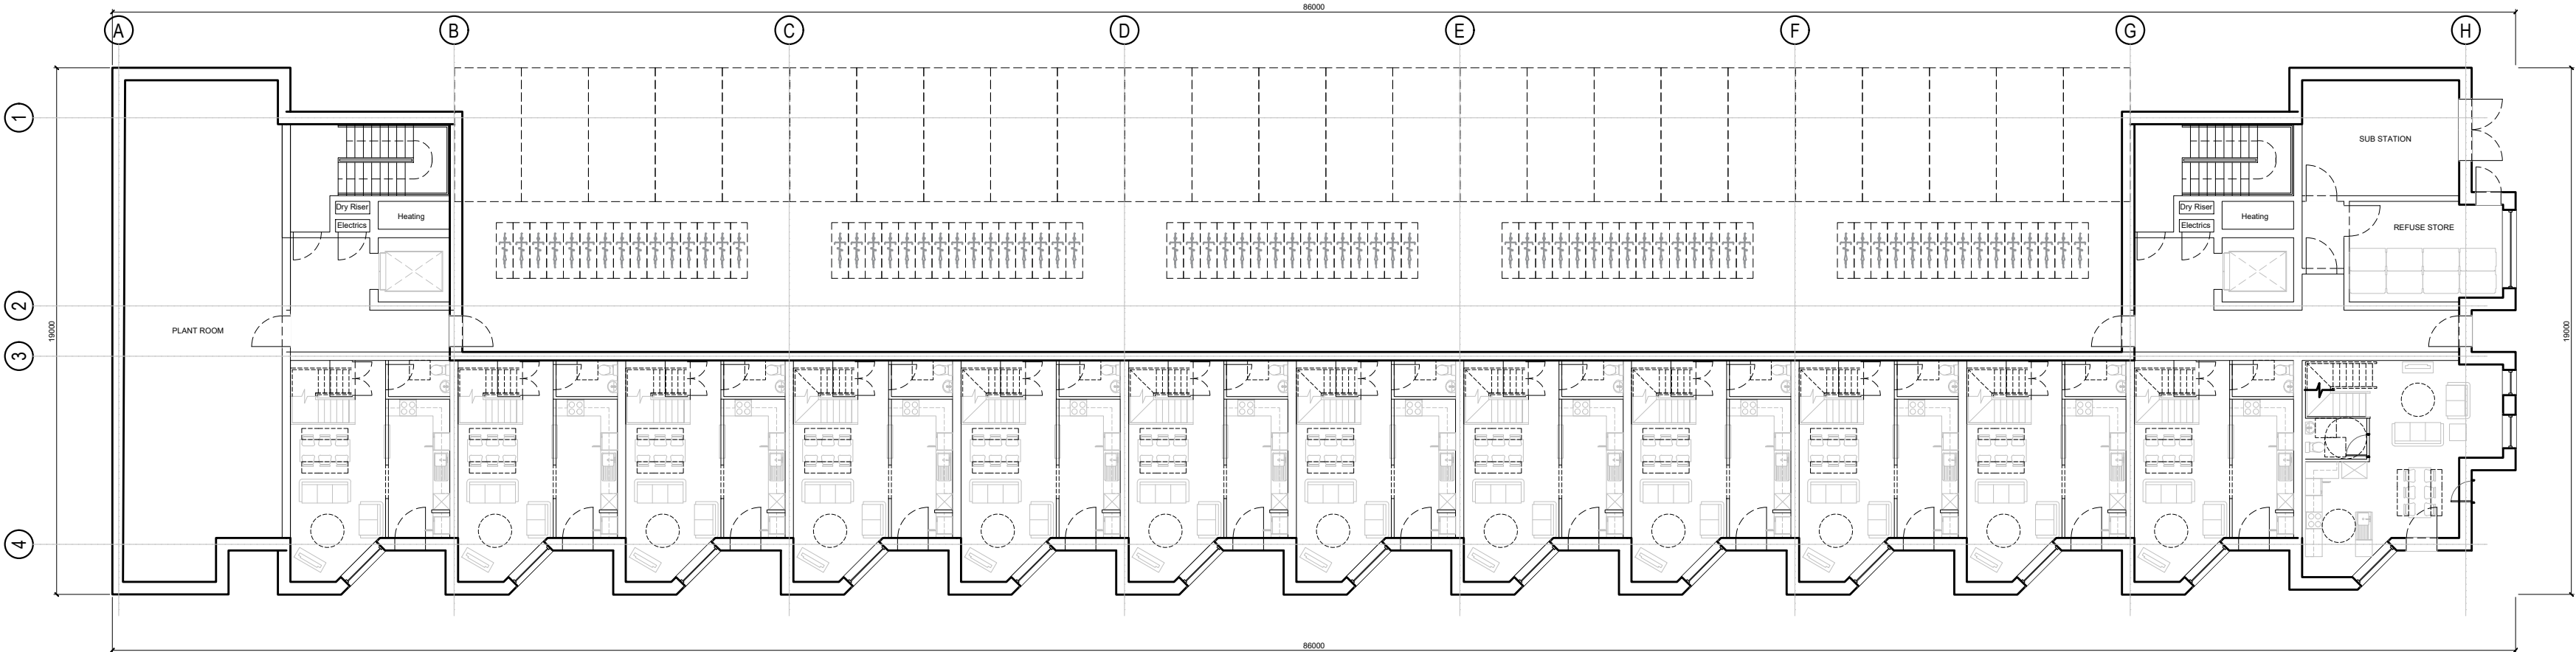 86000
A
B
C
D
E
F
G
H
1
SUB STATION
Dry Riser
Heating
Electrics
Dry Riser
Heating
Electrics
REFUSE STORE
2
PLANT ROOM
19000
19000
3
4
86000